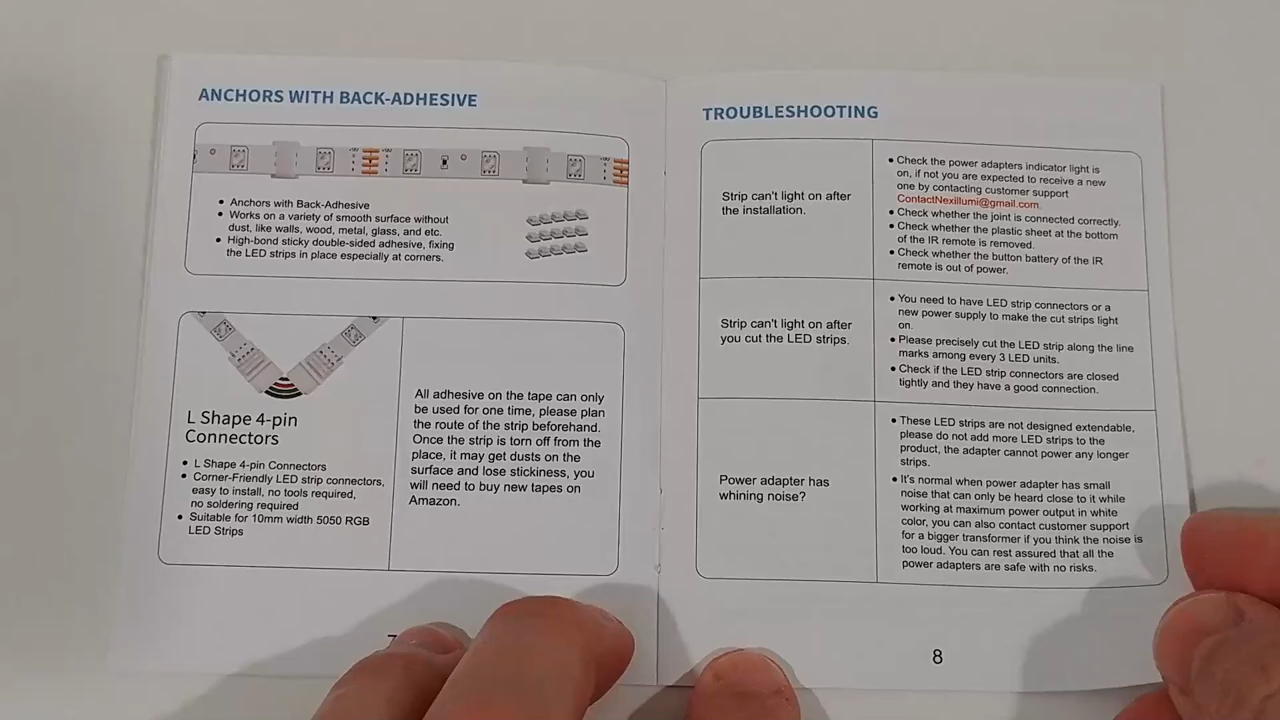 ANCHORS WITH BACK-ADHESIVE
• Anchors with Back-Adhesive
• Works on a variety of smooth surface without
dust, like walls, wood, metal, glass, and etc.
• High-bond sticky double-sided adhesive, fixing
the LED strips in place especially at corners.
L Shape 4-pin
Connectors
• L Shape 4-pin Connectors
• Corner-Friendly LED strip connectors,
easy to install, no tools required,
no soldering required
• Suitable for 10mm width 5050 RGB
LED Strips
All adhesive on the tape can only
be used for one time, please plan
the route of the strip beforehand.
Once the strip is torn off from the
place, it may get dusts on the
surface and lose stickiness, you
will need to buy new tapes on
Amazon.
7
TROUBLESHOOTING
Strip can't light on after
the installation.
• Check the power adapters indicator light is
on, if not you are expected to receive a new
one by contacting customer support
ContactNexillumi@gmail.com.
• Check whether the joint is connected correctly.
• Check whether the plastic sheet at the bottom
of the IR remote is removed.
• Check whether the button battery of the IR
remote is out of power.
Strip can't light on after
you cut the LED strips.
• You need to have LED strip connectors or a
new power supply to make the cut strips light
on.
• Please precisely cut the LED strip along the line
marks among every 3 LED units.
• Check if the LED strip connectors are closed
tightly and they have a good connection.
Power adapter has
whining noise?
• These LED strips are not designed extendable,
please do not add more LED strips to the
product, the adapter cannot power any longer
strips.
• It's normal when power adapter has small
noise that can only be heard close to it while
working at maximum power output in white
color, you can also contact customer support
for a bigger transformer if you think the noise is
too loud. You can rest assured that all the
power adapters are safe with no risks.
8